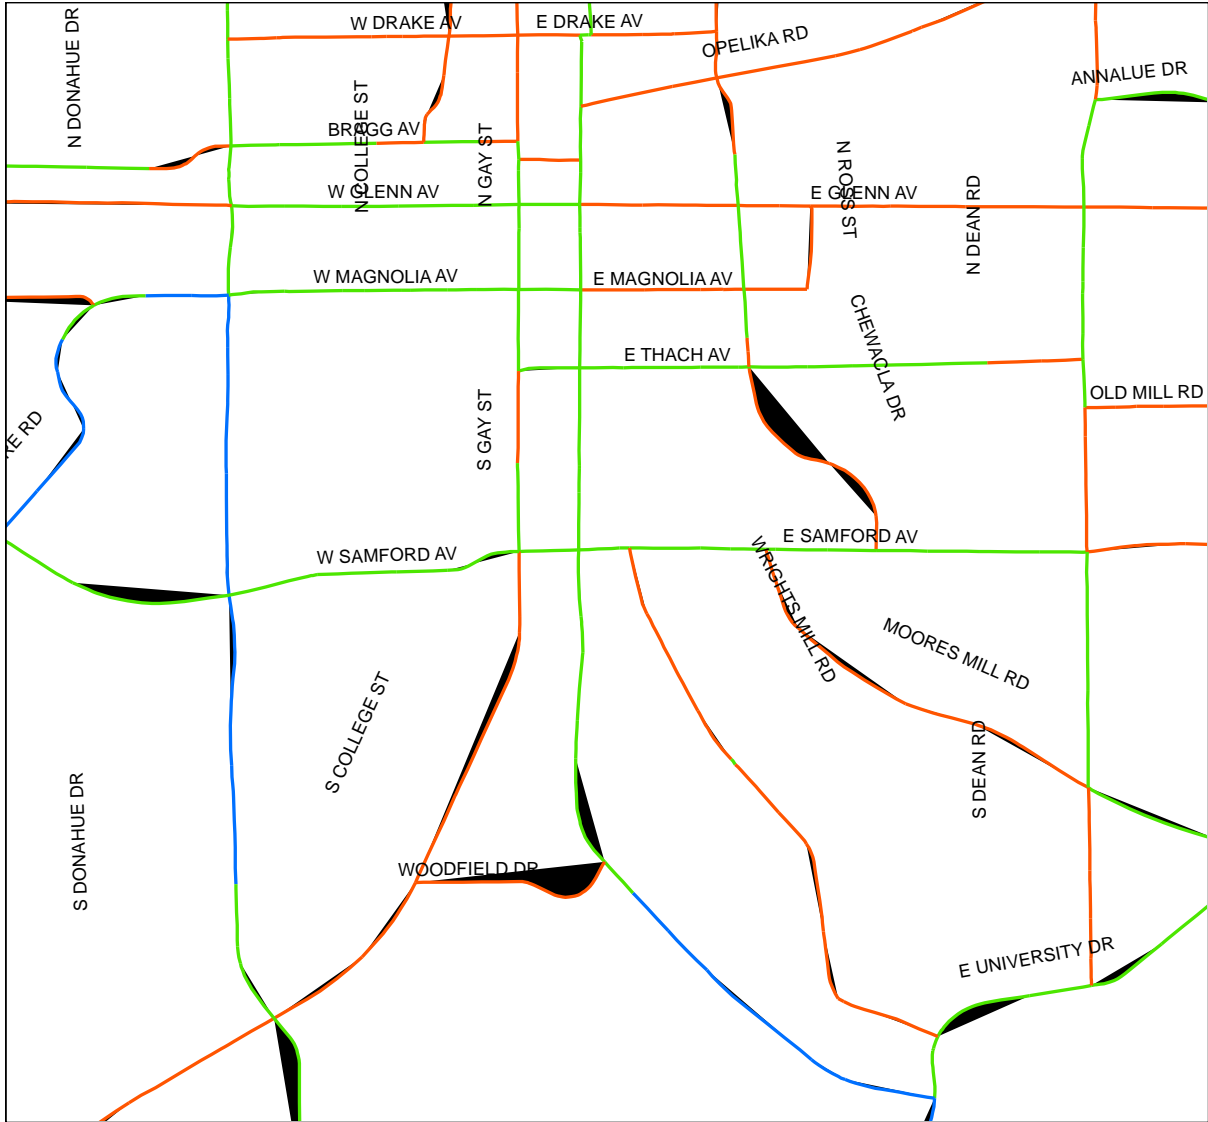 W DRAKE AV
E DRAKE AV
OPELIKA RD
ANNALUE DR
N DONAHUE DR
BRAGG AV
N COLLEGE ST
N GAY ST
N ROSS ST
N DEAN RD
W GLENN AV
E GLENN AV
W MAGNOLIA AV
E MAGNOLIA AV
CHEWACLA DR
E THACH AV
OLD MILL RD
RE RD
S GAY ST
W SAMFORD AV
E SAMFORD AV
WRIGHTS MILL RD
MOORES MILL RD
S COLLEGE ST
S DEAN RD
S DONAHUE DR
WOODFIELD DR
E UNIVERSITY DR